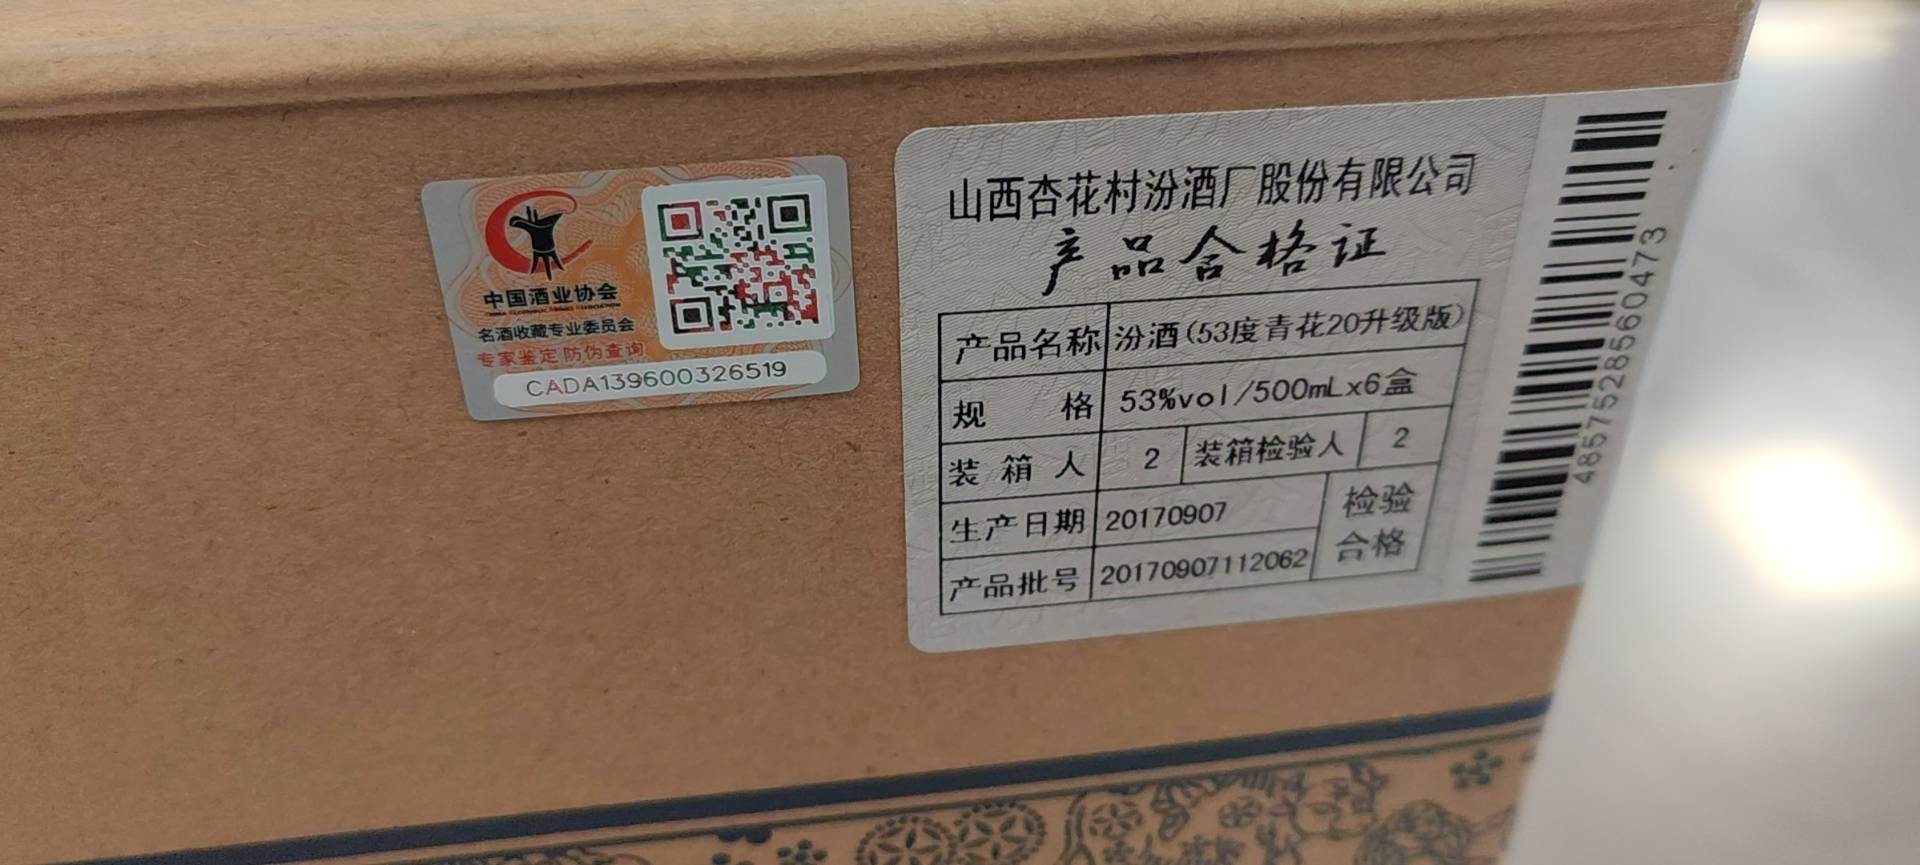 中国酒业协会
名酒收藏专业委员会
专家鉴定 防伪查询
CADA139600326519
山西杏花村汾酒厂股份有限公司
产品合格证
产品名称 汾酒(53度青花20升级版)
规 格 53%vol/500mLx6盒
装箱人 2 装箱检验人 2
生产日期 20170907 检验
产品批号 20170907112062 合格
4857528560473